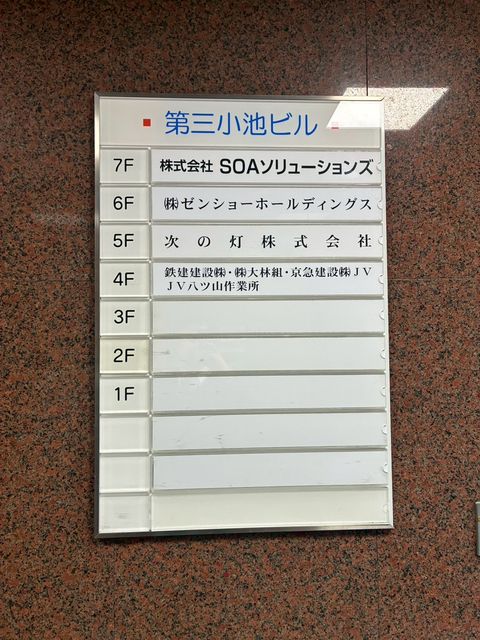 第三小池ビル
7F 株式会社 SOAソリューションズ
6F ㈱ゼンショーホールディングス
5F 次の灯株式会社
4F 鉄建建設㈱・㈱大林組・京急建設㈱ＪＶ
ＪＶ八ツ山作業所
3F
2F
1F